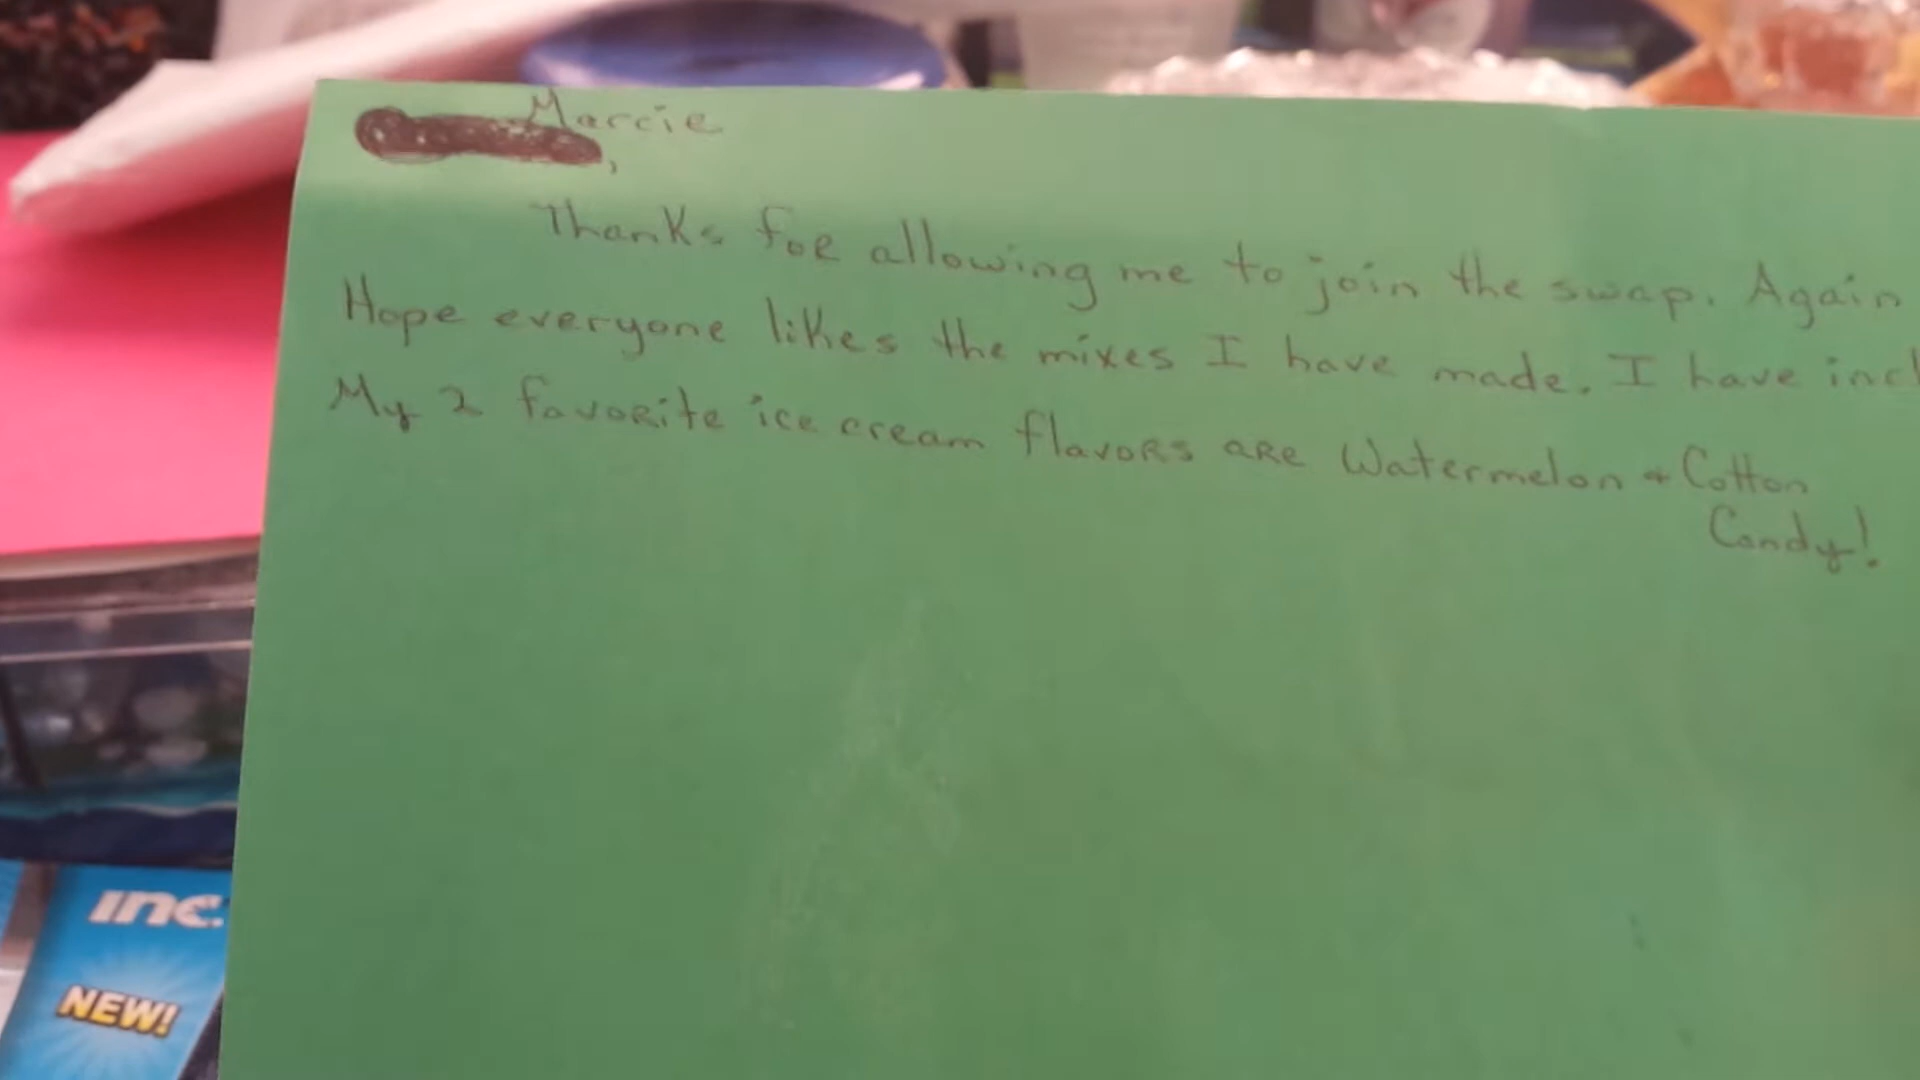 Marcie
,
Thanks for allowing me to join the swap. Again
Hope everyone likes the mixes I have made. I have incl
My 2 favorite ice cream flavors are Watermelon + Cotton
Candy!
inc.
NEW!